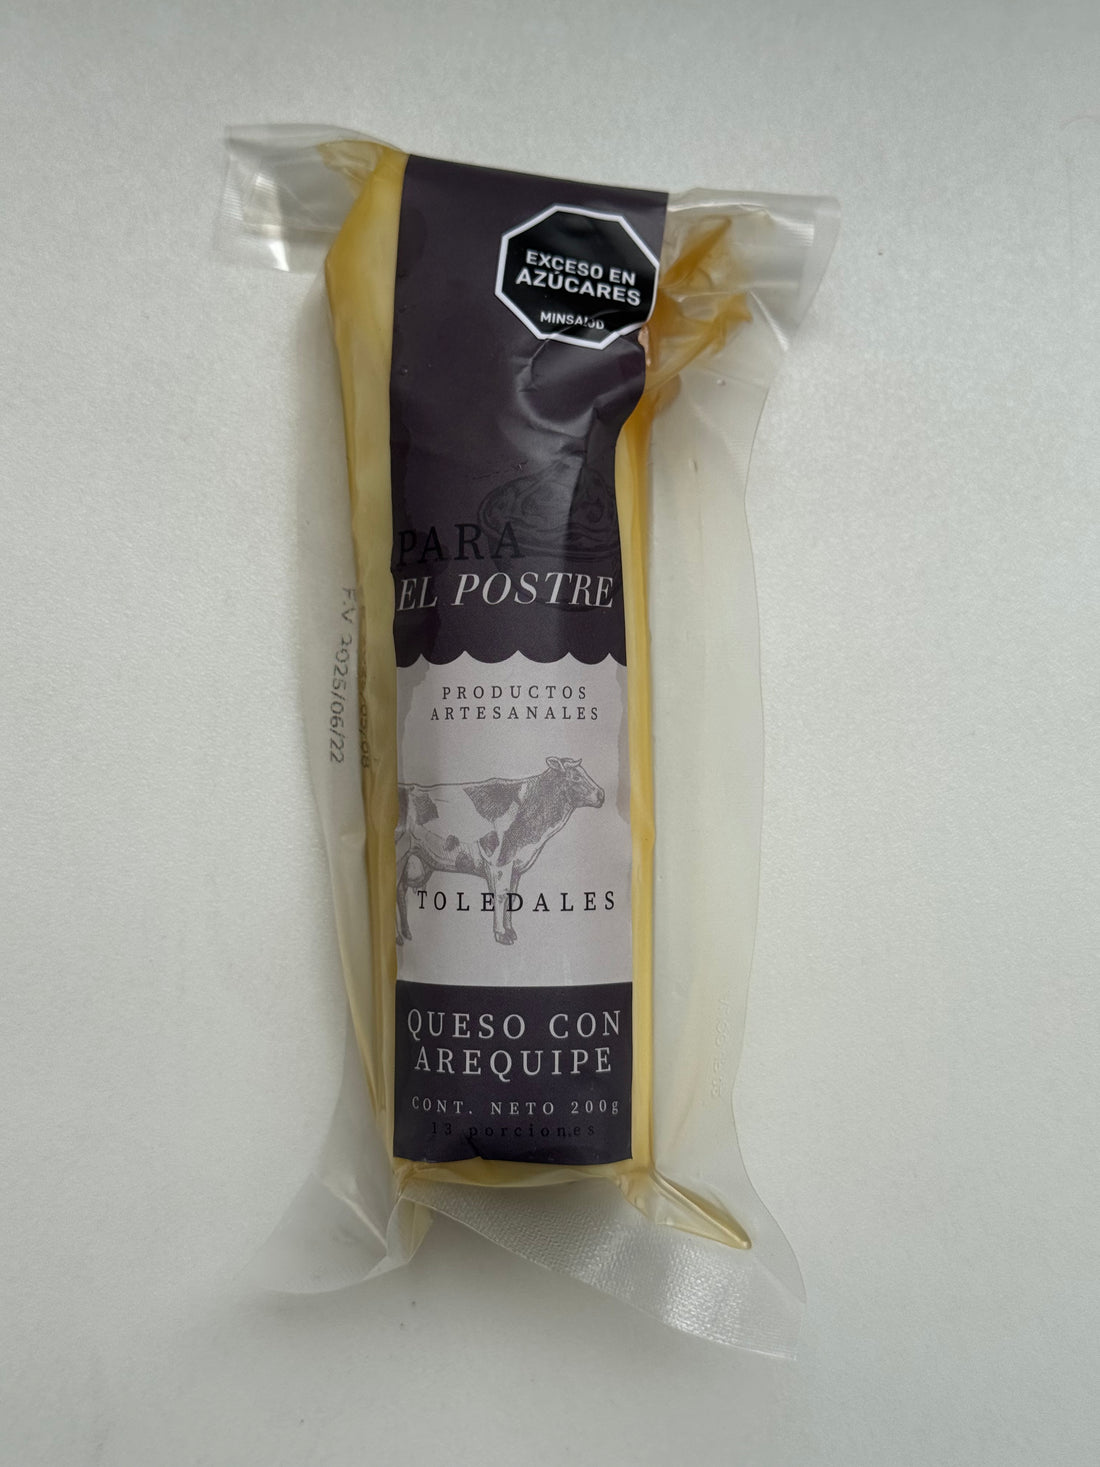 EXCESO EN
AZÚCARES
MINSALUD
PARA
EL POSTRE
PRODUCTOS
ARTESANALES
TOLEDALES
QUESO CON
AREQUIPE
CONT. NETO 200g
13 porciones
F.V 2025/06/22